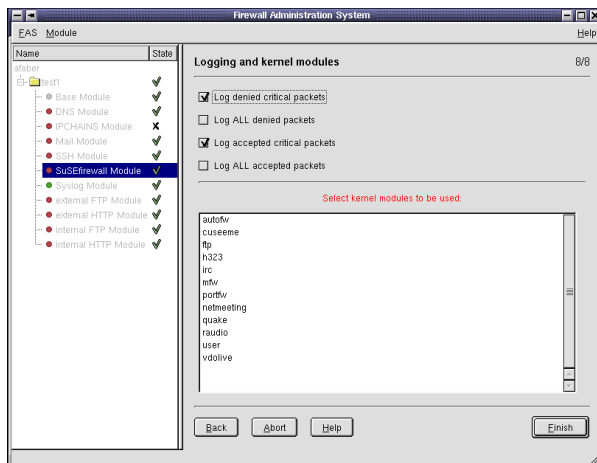 Firewall Administration System
FAS Module Help
Name State
afaber
test1
Base Module
DNS Module
IPCHAINS Module
Mail Module
SSH Module
SuSEfirewall Module
Syslog Module
external FTP Module
external HTTP Module
internal FTP Module
internal HTTP Module
Logging and kernel modules 8/8
Log denied critical packets
Log ALL denied packets
Log accepted critical packets
Log ALL accepted packets
Select kernel modules to be used:
autofw
cuseeme
ftp
h323
irc
mfw
portfw
netmeeting
quake
raudio
user
vdolive
Back Abort Help Finish